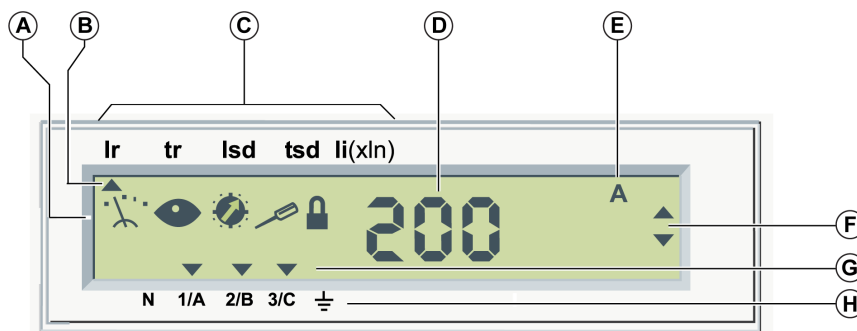 A B C D E
Ir tr Isd tsd Ii(xIn)
A
200
F
G
N 1/A 2/B 3/C
H